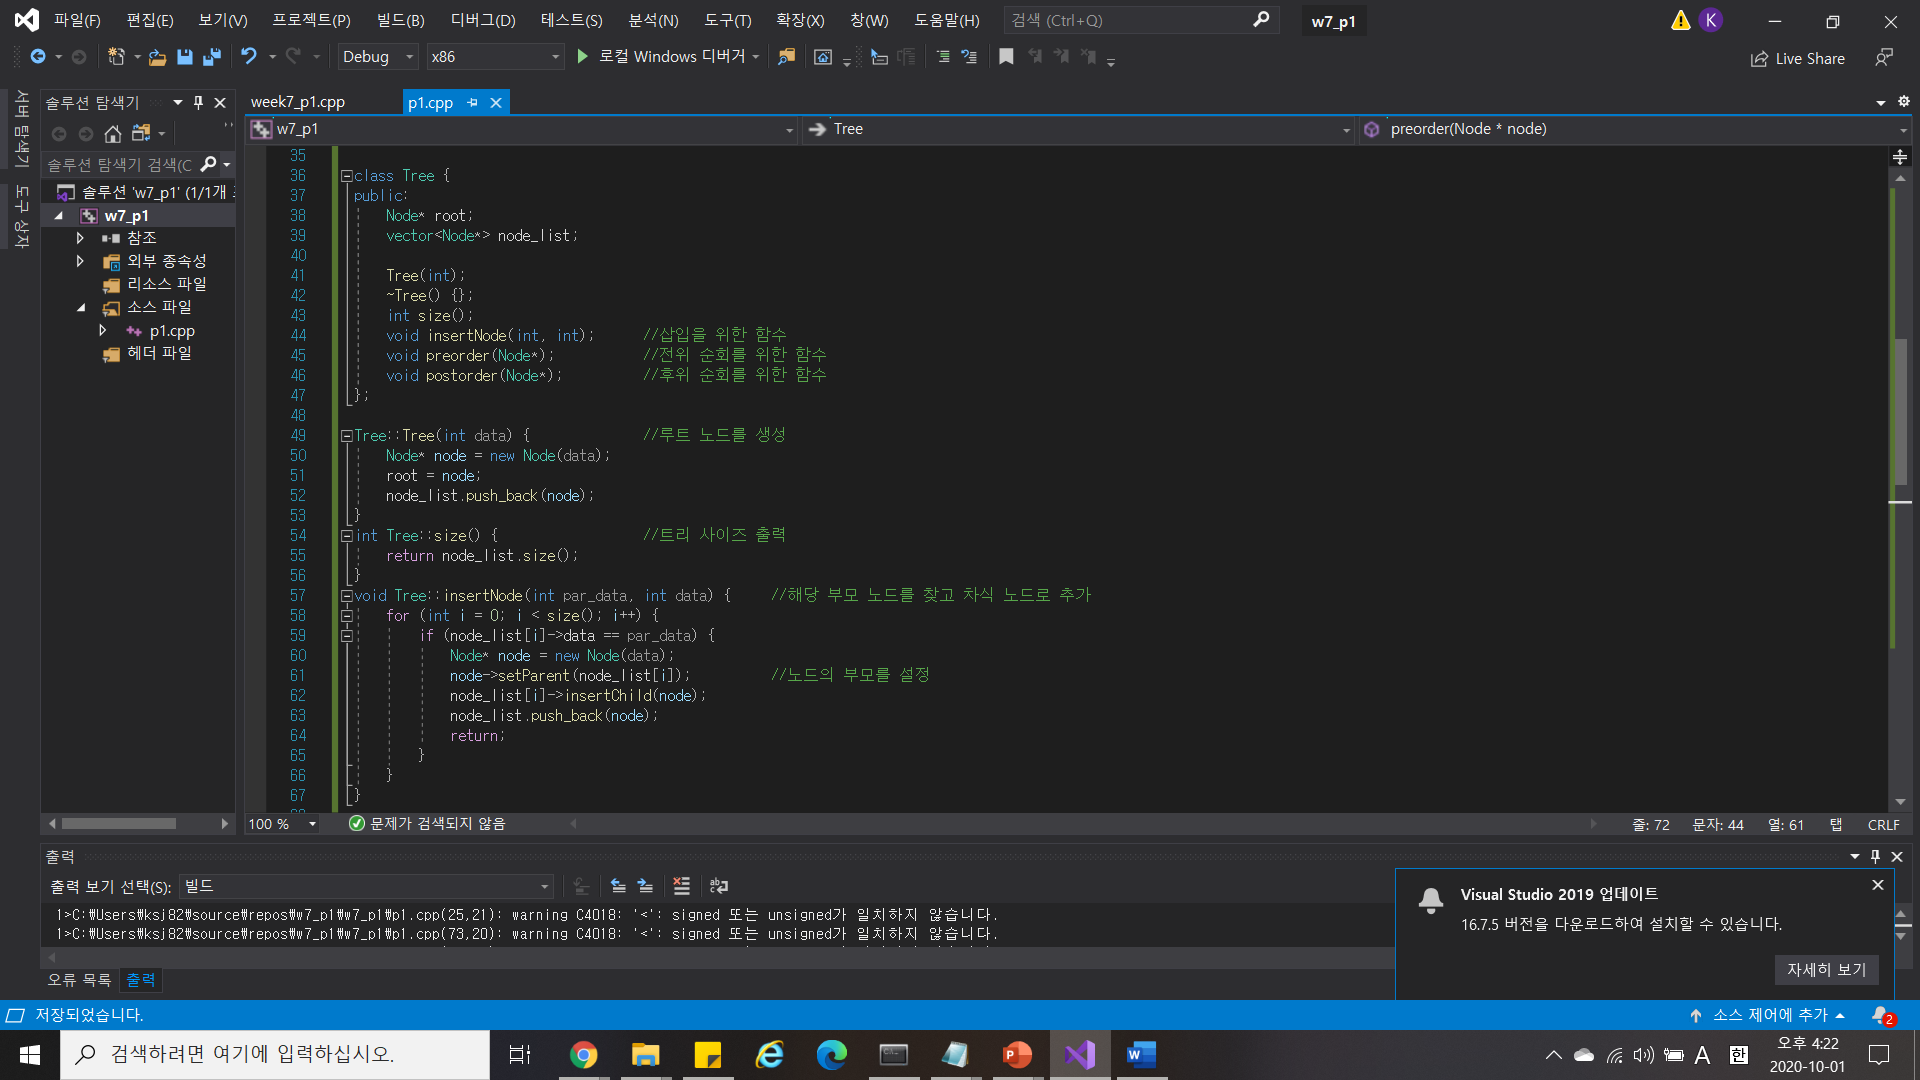 파일(F) 편집(E) 보기(V) 프로젝트(P) 빌드(B) 디버그(D) 테스트(S) 분석(N) 도구(T) 확장(X) 창(W) 도움말(H) 검색 (Ctrl+Q) w7_p1 K
Debug x86 로컬 Windows 디버거 Live Share
서버 탐색기
도구 상자
솔루션 탐색기
솔루션 탐색기 검색(C
솔루션 'w7_p1' (1/1개
w7_p1
참조
외부 종속성
리소스 파일
소스 파일
p1.cpp
헤더 파일
week7_p1.cpp p1.cpp
w7_p1 Tree preorder(Node * node)
35
36 class Tree {
37 public:
38 Node* root;
39 vector<Node*> node_list;
40
41 Tree(int);
42 ~Tree() {};
43 int size();
44 void insertNode(int, int); //삽입을 위한 함수
45 void preorder(Node*); //전위 순회를 위한 함수
46 void postorder(Node*); //후위 순회를 위한 함수
47 };
48
49 Tree::Tree(int data) { //루트 노드를 생성
50 Node* node = new Node(data);
51 root = node;
52 node_list.push_back(node);
53 }
54 int Tree::size() { //트리 사이즈 출력
55 return node_list.size();
56 }
57 void Tree::insertNode(int par_data, int data) { //해당 부모 노드를 찾고 차식 노드로 추가
58 for (int i = 0; i < size(); i++) {
59 if (node_list[i]->data == par_data) {
60 Node* node = new Node(data);
61 node->setParent(node_list[i]); //노드의 부모를 설정
62 node_list[i]->insertChild(node);
63 node_list.push_back(node);
64 return;
65 }
66 }
67 }
100 % 문제가 검색되지 않음 줄: 72 문자: 44 열: 61 탭 CRLF
출력
출력 보기 선택(S): 빌드
1>C:₩Users₩ksj82₩source₩repos₩w7_p1₩w7_p1₩p1.cpp(25,21): warning C4018: '<': signed 또는 unsigned가 일치하지 않습니다.
1>C:₩Users₩ksj82₩source₩repos₩w7_p1₩w7_p1₩p1.cpp(73,20): warning C4018: '<': signed 또는 unsigned가 일치하지 않습니다.
오류 목록 출력
Visual Studio 2019 업데이트
16.7.5 버전을 다운로드하여 설치할 수 있습니다.
자세히 보기
저장되었습니다. 소스 제어에 추가 2
검색하려면 여기에 입력하십시오.
A 한 오후 4:22
2020-10-01